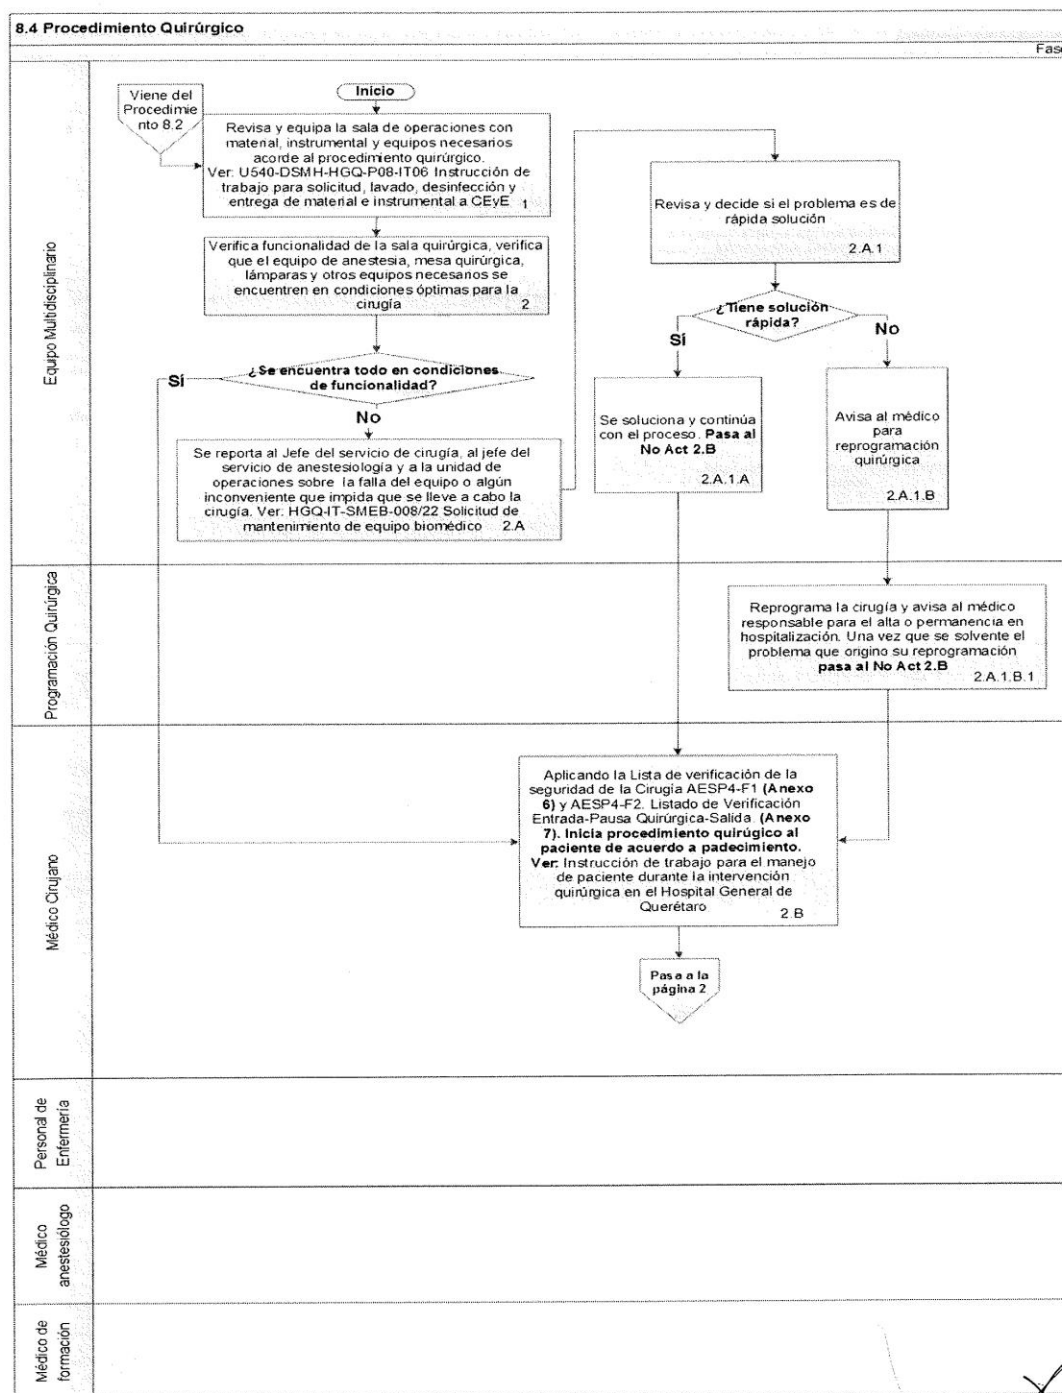 8.4 Procedimiento Quirúrgico
Fase
Equipo Multidisciplinario
Viene del
Procedimie
nto 8.2
Inicio
Revisa y equipa la sala de operaciones con
material, instrumental y equipos necesarios
acorde al procedimiento quirúrgico.
Ver: U540-DSMH-HGQ-P08-IT06 Instrucción de
trabajo para solicitud, lavado, desinfección y
entrega de material e instrumental a CEyE 1
Verifica funcionalidad de la sala quirúrgica, verifica
que el equipo de anestesia, mesa quirúrgica,
lámparas y otros equipos necesarios se
encuentren en condiciones óptimas para la
cirugía 2
¿Se encuentra todo en condiciones
de funcionalidad?
Sí
No
Se reporta al Jefe del servicio de cirugía, al jefe del
servicio de anestesiología y a la unidad de
operaciones sobre la falla del equipo o algún
inconveniente que impida que se lleve a cabo la
cirugía. Ver: HGQ-IT-SMEB-008/22 Solicitud de
mantenimiento de equipo biomédico 2.A
Revisa y decide si el problema es de
rápida solución
2.A.1
¿Tiene solución
rápida?
Sí
No
Se soluciona y continúa
con el proceso. Pasa al
No Act 2.B
2.A.1.A
Avisa al médico
para
reprogramación
quirúrgica
2.A.1.B
Programación Quirúrgica
Reprograma la cirugía y avisa al médico
responsable para el alta o permanencia en
hospitalización. Una vez que se solvente el
problema que origino su reprogramación
pasa al No Act 2.B
2.A.1.B.1
Médico Cirujano
Aplicando la Lista de verificación de la
seguridad de la Cirugía AESP4-F1 (Anexo
6) y AESP4-F2. Listado de Verificación
Entrada-Pausa Quirúrgica-Salida. (Anexo
7). Inicia procedimiento quirúgico al
paciente de acuerdo a padecimiento.
Ver: Instrucción de trabajo para el manejo
de paciente durante la intervención
quirúrgica en el Hospital General de
Querétaro
2.B
Pasa a la
página 2
Personal de
Enfermería
Médico
anestesiólogo
Médico de
formación